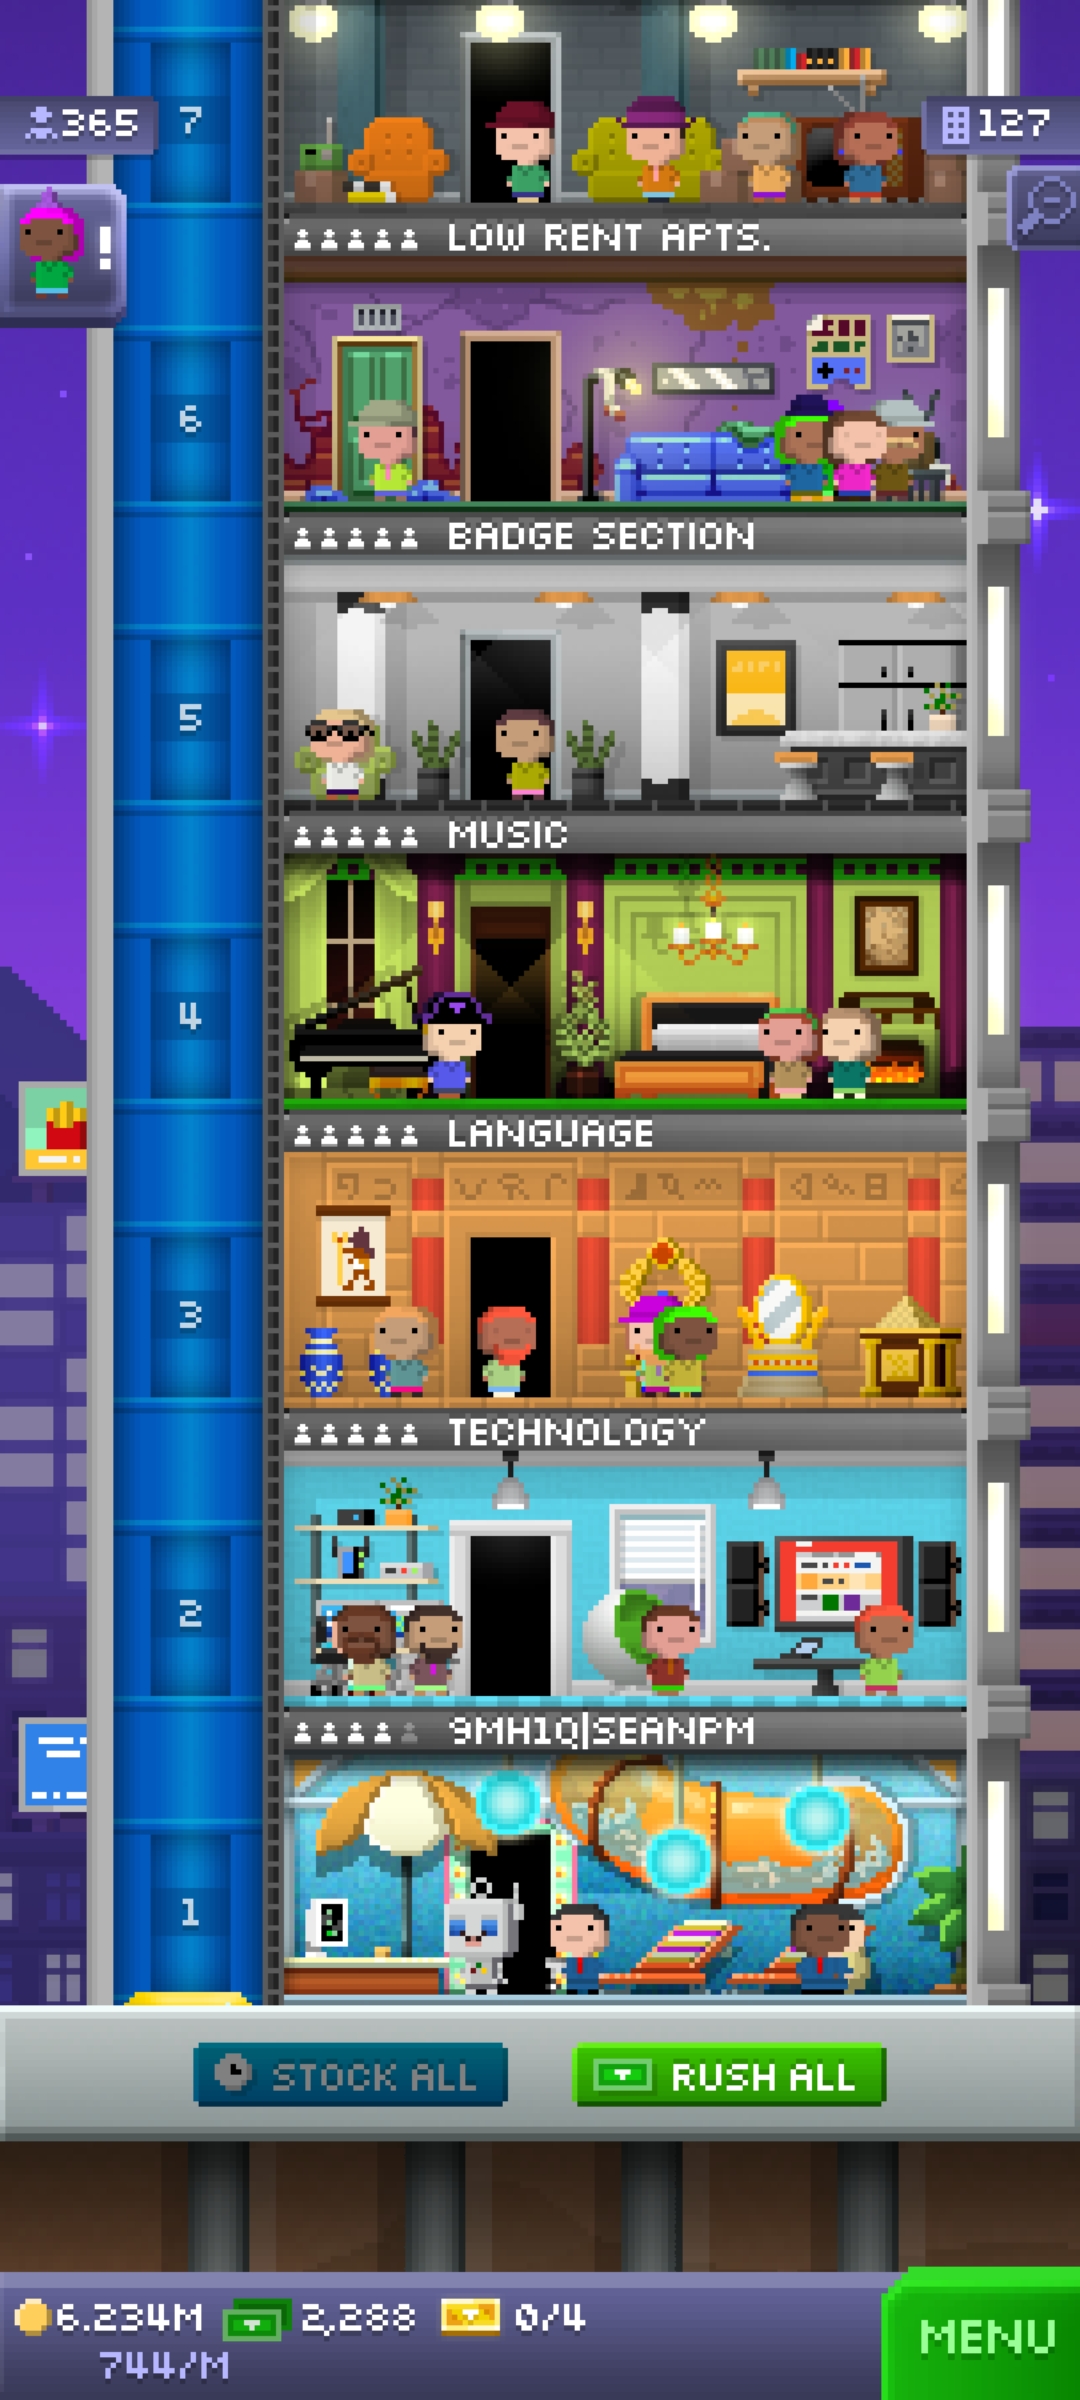 365
7
127
!
LOW RENT APTS.
6
BADGE SECTION
5
MUSIC
4
LANGUAGE
3
TECHNOLOGY
2
9MH1Q|SEANPM
1
STOCK ALL
RUSH ALL
6.234M
2,288
0/4
744/M
MENU